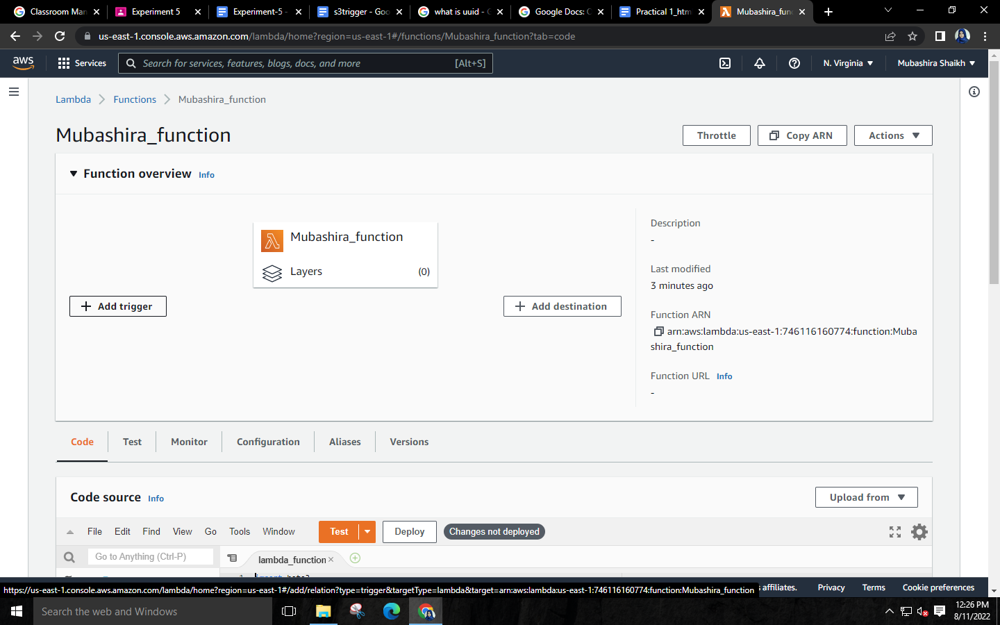 Classroom Man
Experiment 5
Experiment-5 -
s3trigger - Goo
what is uuid - G
Google Docs: C
Practical 1_htm
Mubashira_func
us-east-1.console.aws.amazon.com/lambda/home?region=us-east-1#/functions/Mubashira_function?tab=code
aws
Services
Search for services, features, blogs, docs, and more
[Alt+S]
N. Virginia
Mubashira Shaikh
Lambda
Functions
Mubashira_function
Mubashira_function
Throttle
Copy ARN
Actions
Function overview Info
Mubashira_function
Layers
(0)
+ Add trigger
+ Add destination
Description
-
Last modified
3 minutes ago
Function ARN
arn:aws:lambda:us-east-1:746116160774:function:Muba
shira_function
Function URL Info
-
Code
Test
Monitor
Configuration
Aliases
Versions
Code source Info
Upload from
File Edit Find View Go Tools Window
Test
Deploy
Changes not deployed
Go to Anything (Ctrl-P)
lambda_function
1 import boto3
https://us-east-1.console.aws.amazon.com/lambda/home?region=us-east-1#/add/relation?type=trigger&targetType=lambda&target=arn:aws:lambda:us-east-1:746116160774:function:Mubashira_function
s affiliates.
Privacy
Terms
Cookie preferences
Search the web and Windows
12:26 PM
8/11/2022